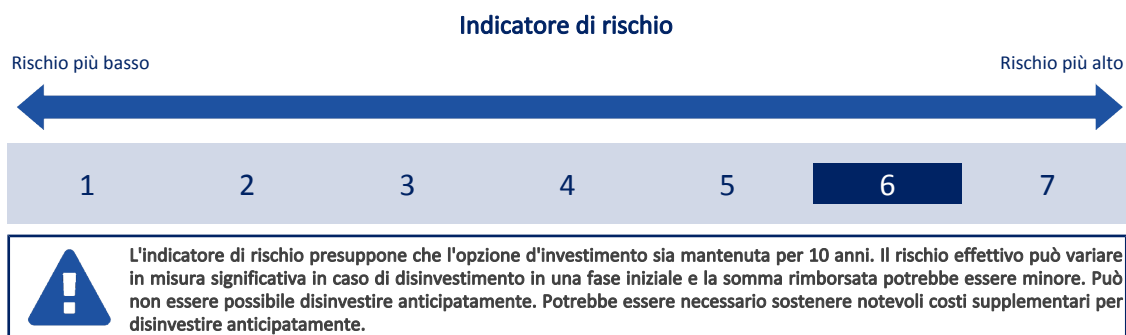 Indicatore di rischio
Rischio più basso
Rischio più alto
1 2 3 4 5 6 7
L'indicatore di rischio presuppone che l'opzione d'investimento sia mantenuta per 10 anni. Il rischio effettivo può variare
in misura significativa in caso di disinvestimento in una fase iniziale e la somma rimborsata potrebbe essere minore. Può
non essere possibile disinvestire anticipatamente. Potrebbe essere necessario sostenere notevoli costi supplementari per
disinvestire anticipatamente.